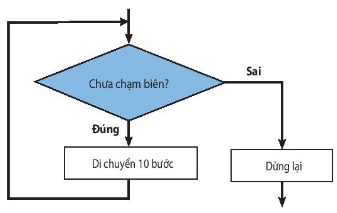 Chưa chạm biên?
Sai
Đúng
Di chuyển 10 bước
Dừng lại